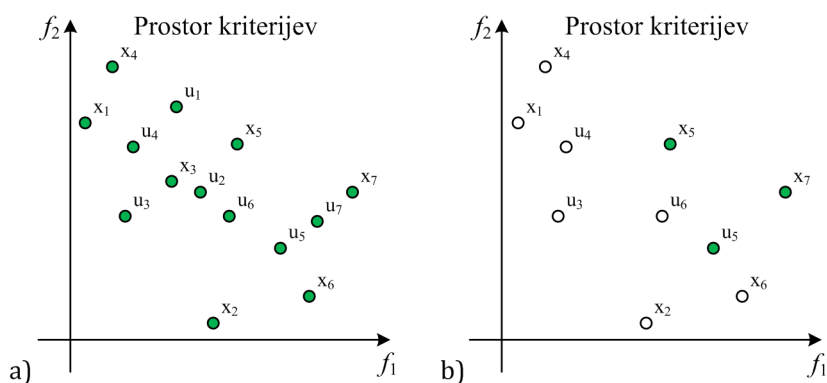 f₂ Prostor kriterijev
x₄
u₁
x₁
u₄
x₅
x₃
u₂
x₇
u₃
u₆
u₇
u₅
x₆
x₂
a)
f₁
f₂ Prostor kriterijev
x₄
x₁
u₄
x₅
x₇
u₃
u₆
u₅
x₆
x₂
b)
f₁